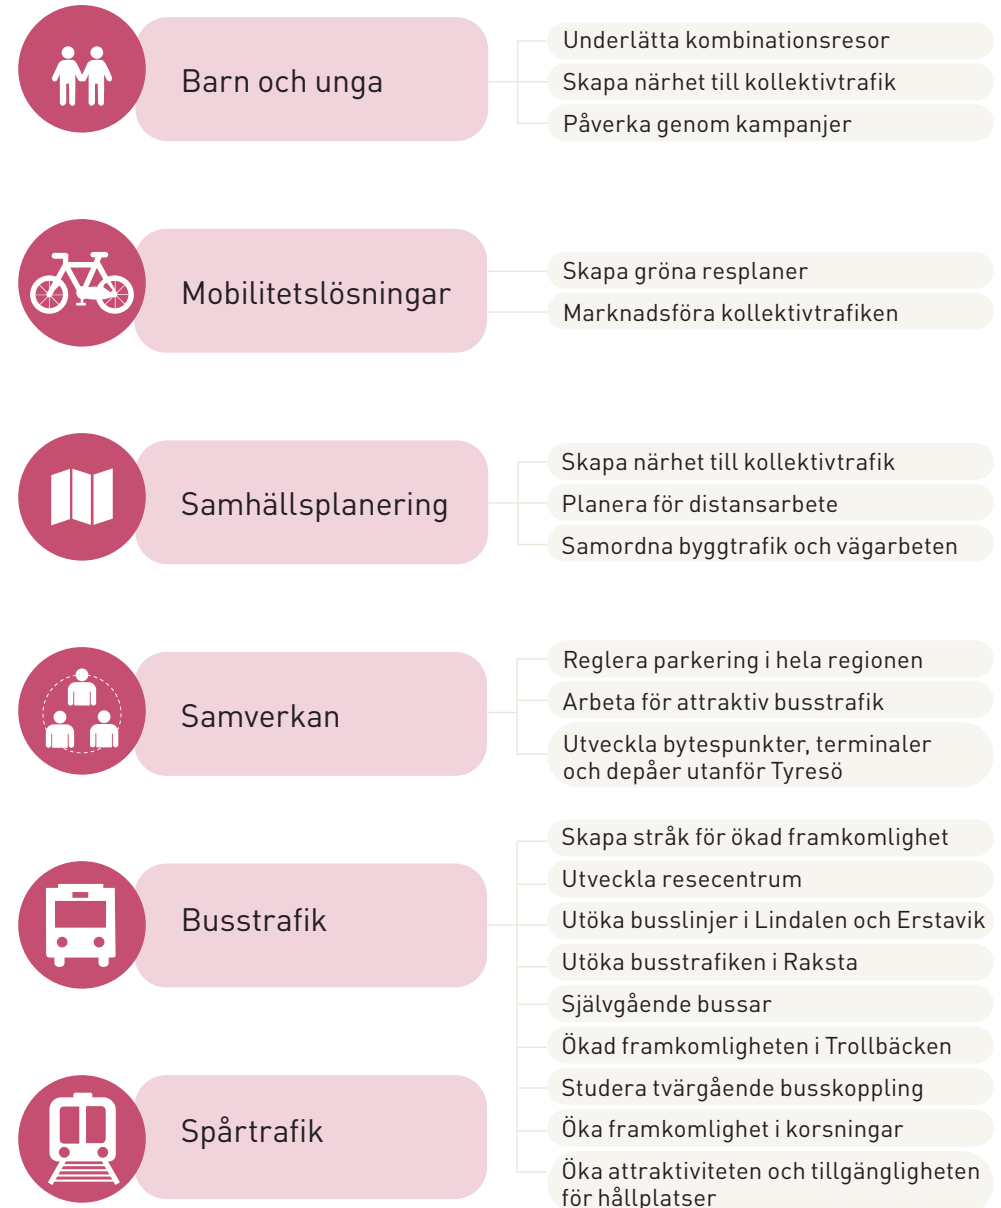 Barn och unga
Underlätta kombinationsresor
Skapa närhet till kollektivtrafik
Påverka genom kampanjer
Mobilitetslösningar
Skapa gröna resplaner
Marknadsföra kollektivtrafiken
Samhällsplanering
Skapa närhet till kollektivtrafik
Planera för distansarbete
Samordna byggtrafik och vägarbeten
Samverkan
Reglera parkering i hela regionen
Arbeta för attraktiv busstrafik
Utveckla bytespunkter, terminaler
och depåer utanför Tyresö
Busstrafik
Skapa stråk för ökad framkomlighet
Utveckla resecentrum
Utöka busslinjer i Lindalen och Erstavik
Utöka busstrafiken i Raksta
Självgående bussar
Ökad framkomligheten i Trollbäcken
Studera tvärgående busskoppling
Öka framkomlighet i korsningar
Öka attraktiviteten och tillgängligheten
för hållplatser
Spårtrafik